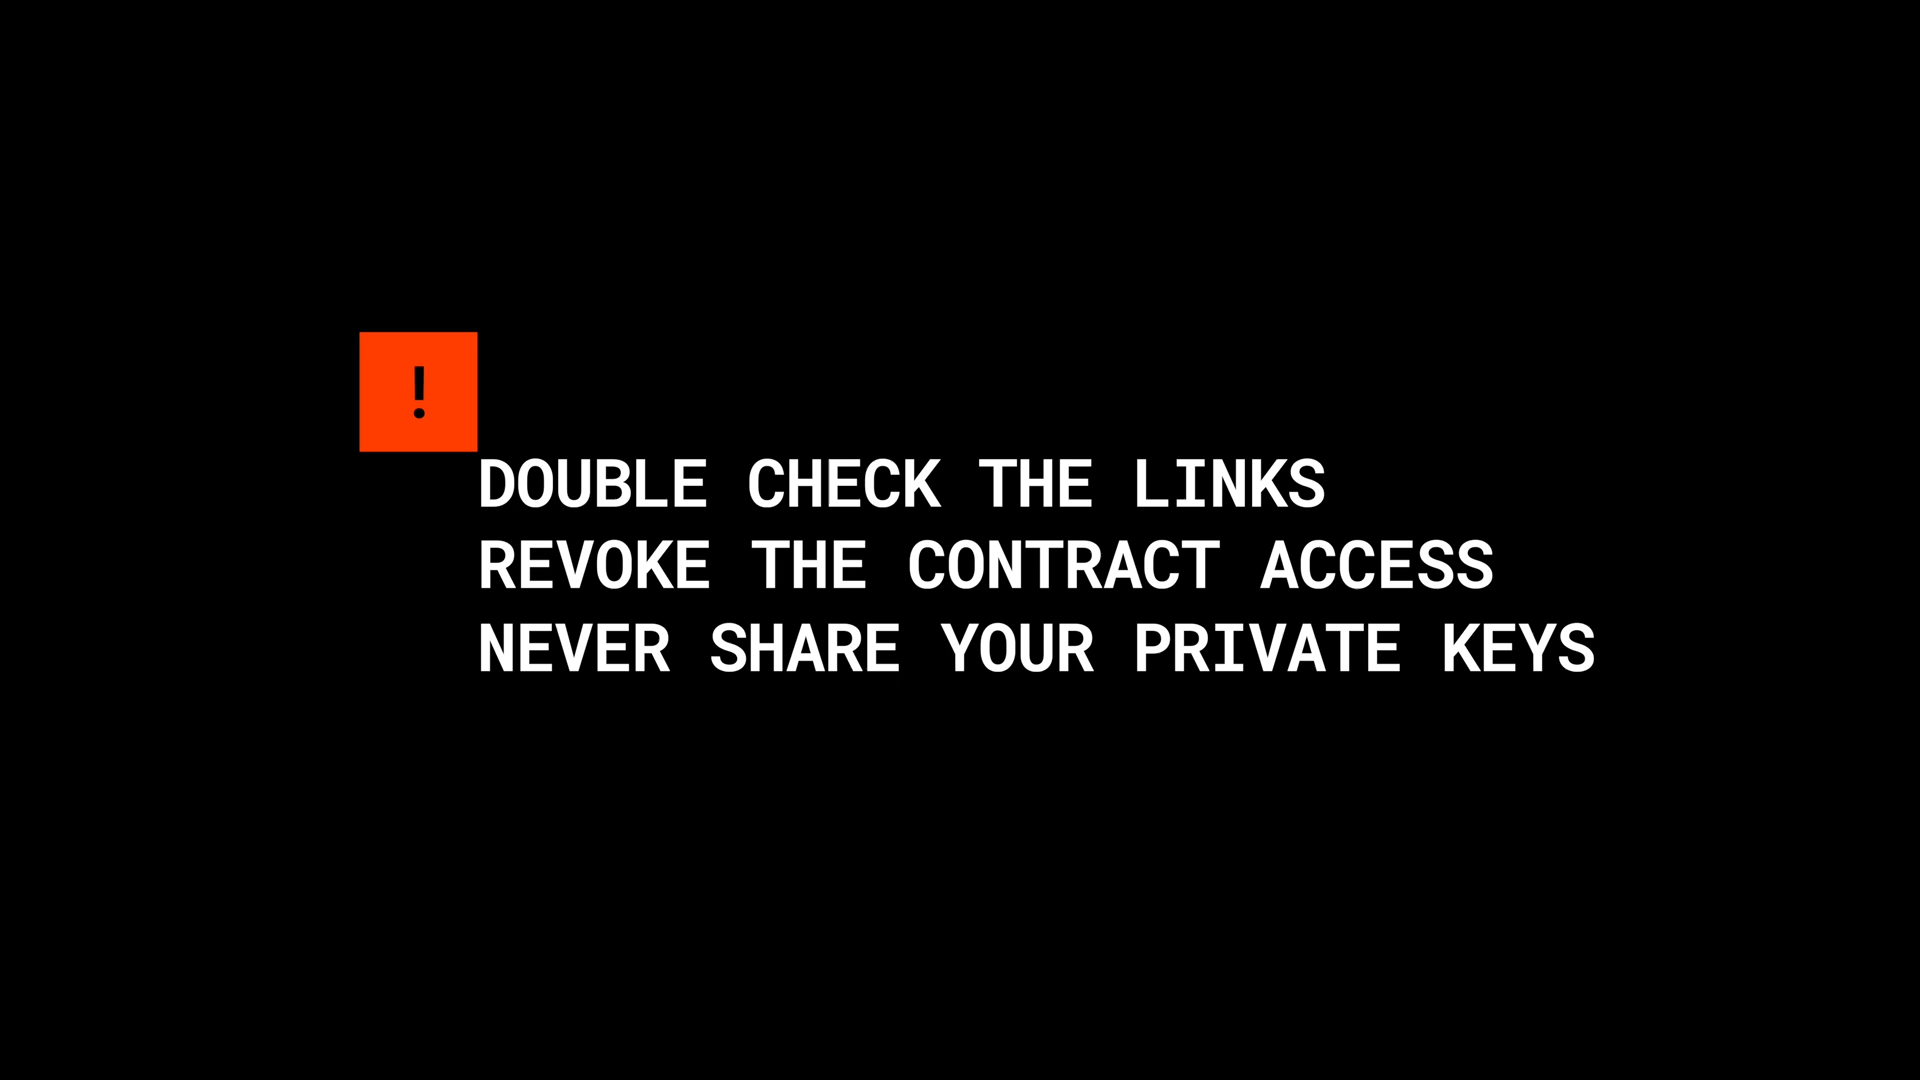 !
DOUBLE CHECK THE LINKS
REVOKE THE CONTRACT ACCESS
NEVER SHARE YOUR PRIVATE KEYS